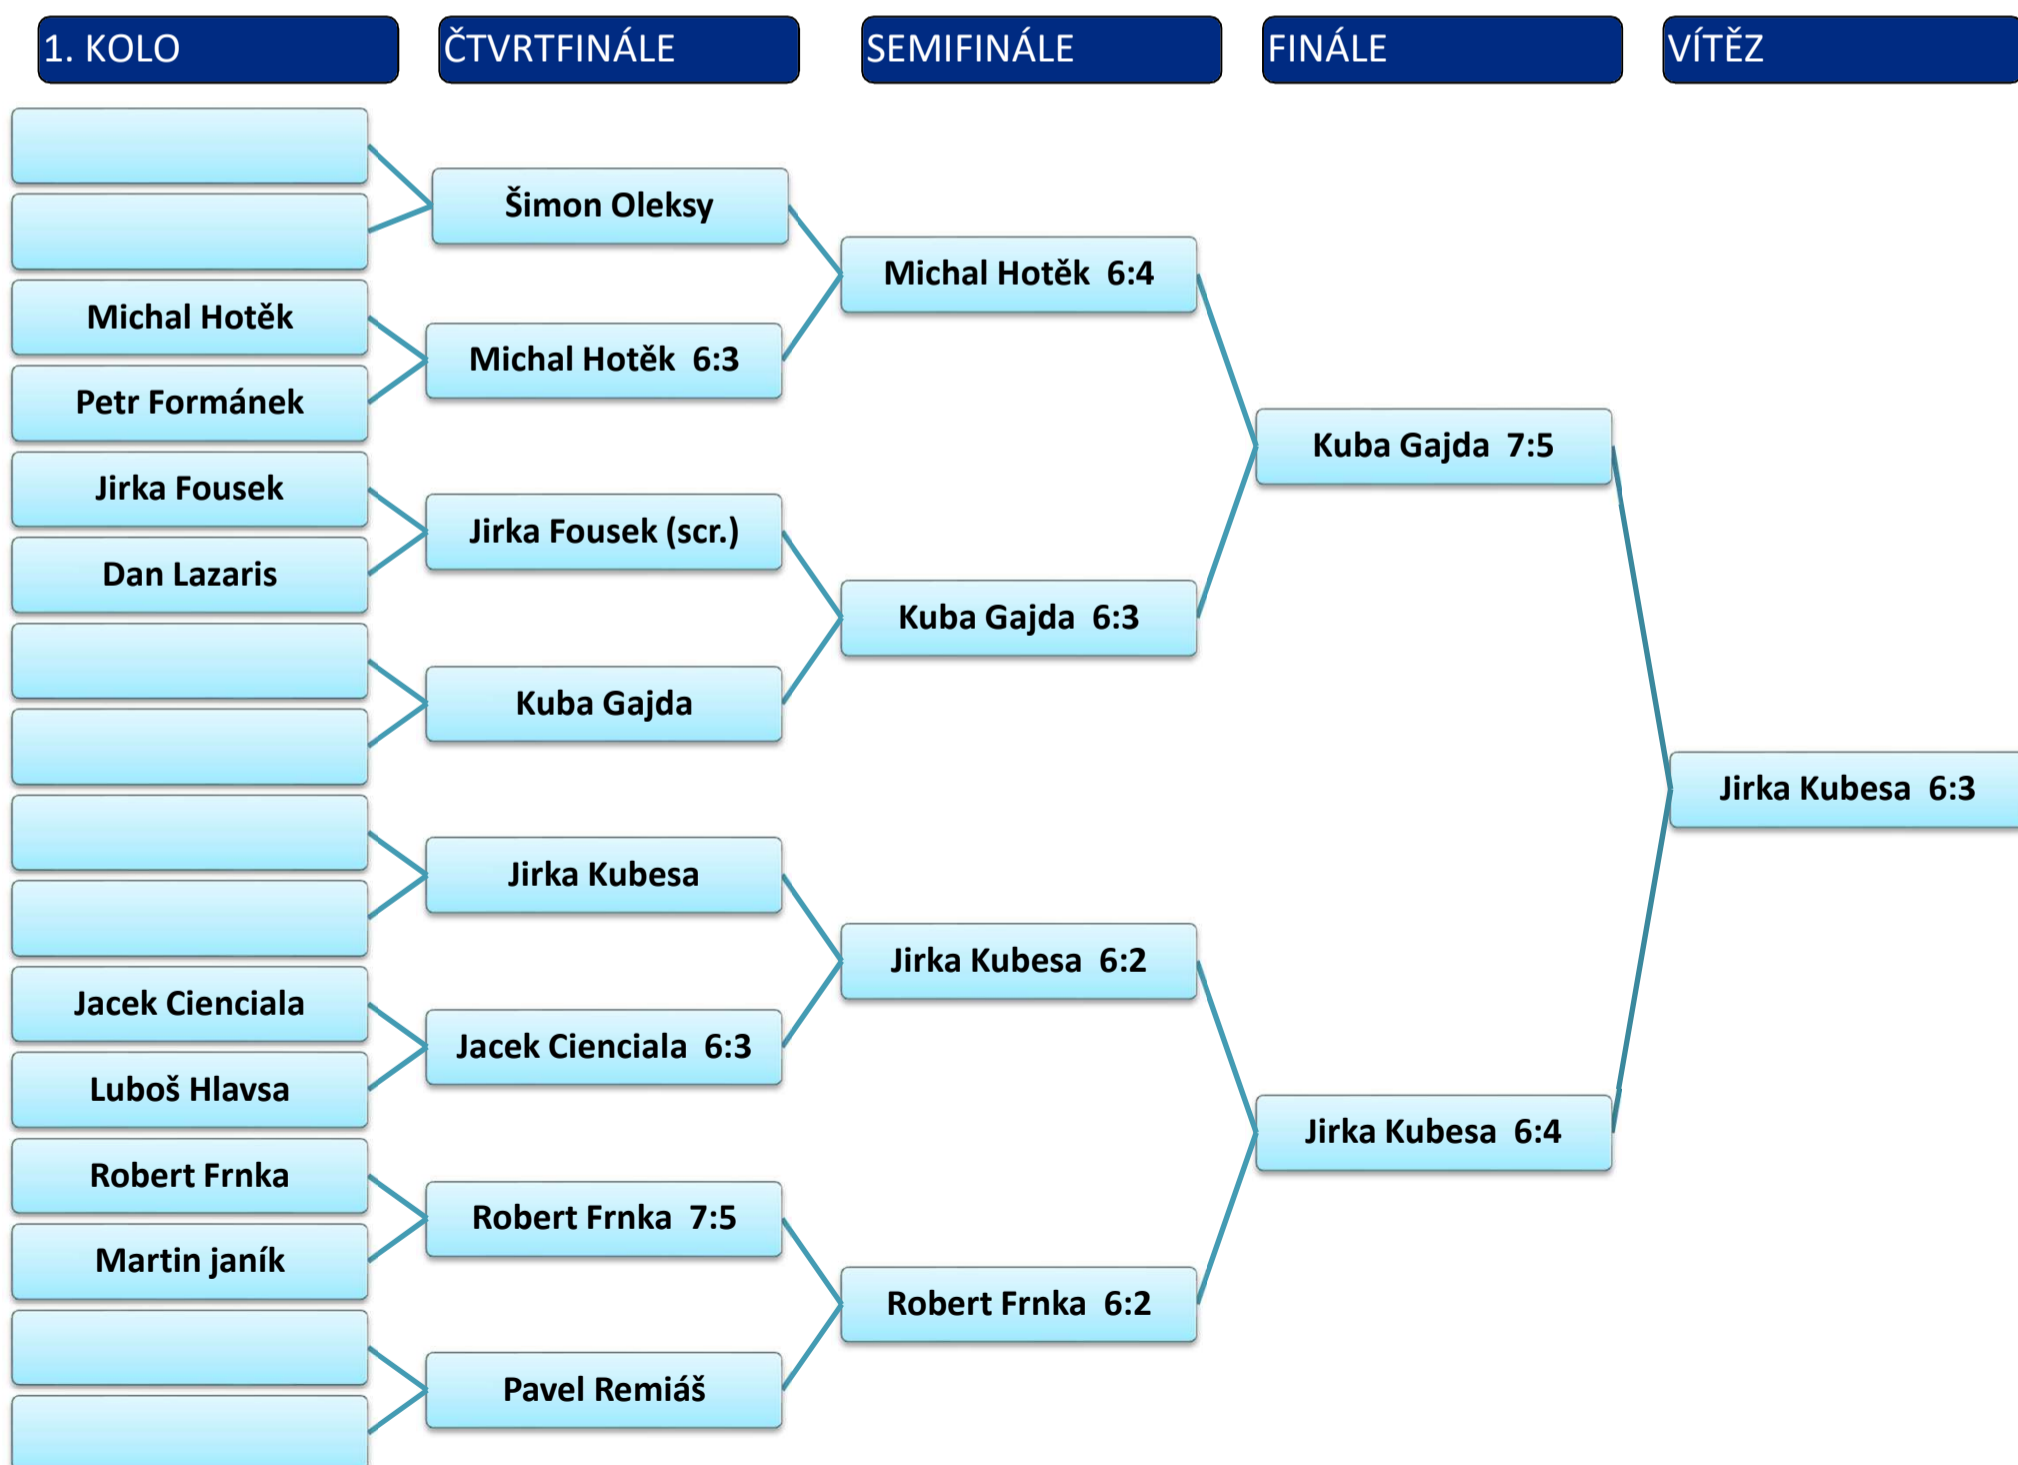 1. KOLO
ČTVRTFINÁLE
SEMIFINÁLE
FINÁLE
VÍTĚZ
Michal Hotěk
Petr Formánek
Jirka Fousek
Dan Lazaris
Jacek Cienciala
Luboš Hlavsa
Robert Frnka
Martin janík
Šimon Oleksy
Michal Hotěk 6:3
Jirka Fousek (scr.)
Kuba Gajda
Jirka Kubesa
Jacek Cienciala 6:3
Robert Frnka 7:5
Pavel Remiáš
Michal Hotěk 6:4
Kuba Gajda 6:3
Jirka Kubesa 6:2
Robert Frnka 6:2
Kuba Gajda 7:5
Jirka Kubesa 6:4
Jirka Kubesa 6:3